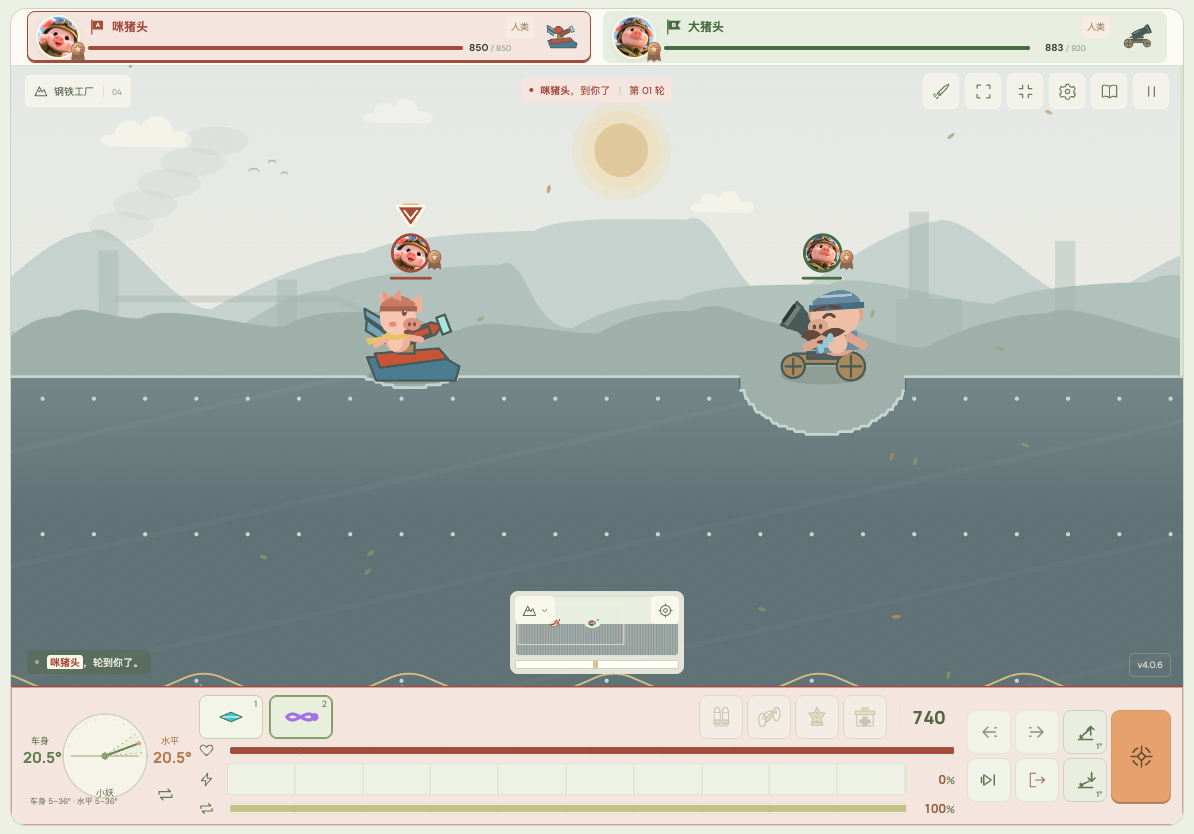 咪猪头
人类
850 / 850
大猪头
人类
883 / 920
钢铁工厂 04
咪猪头，到你了 第 01 轮
咪猪头，轮到你了。
v4.0.6
1
2
740
车身
20.5°
水平
20.5°
小妖
车身 5–36° · 水平 5–36°
0%
100%
1°
1°